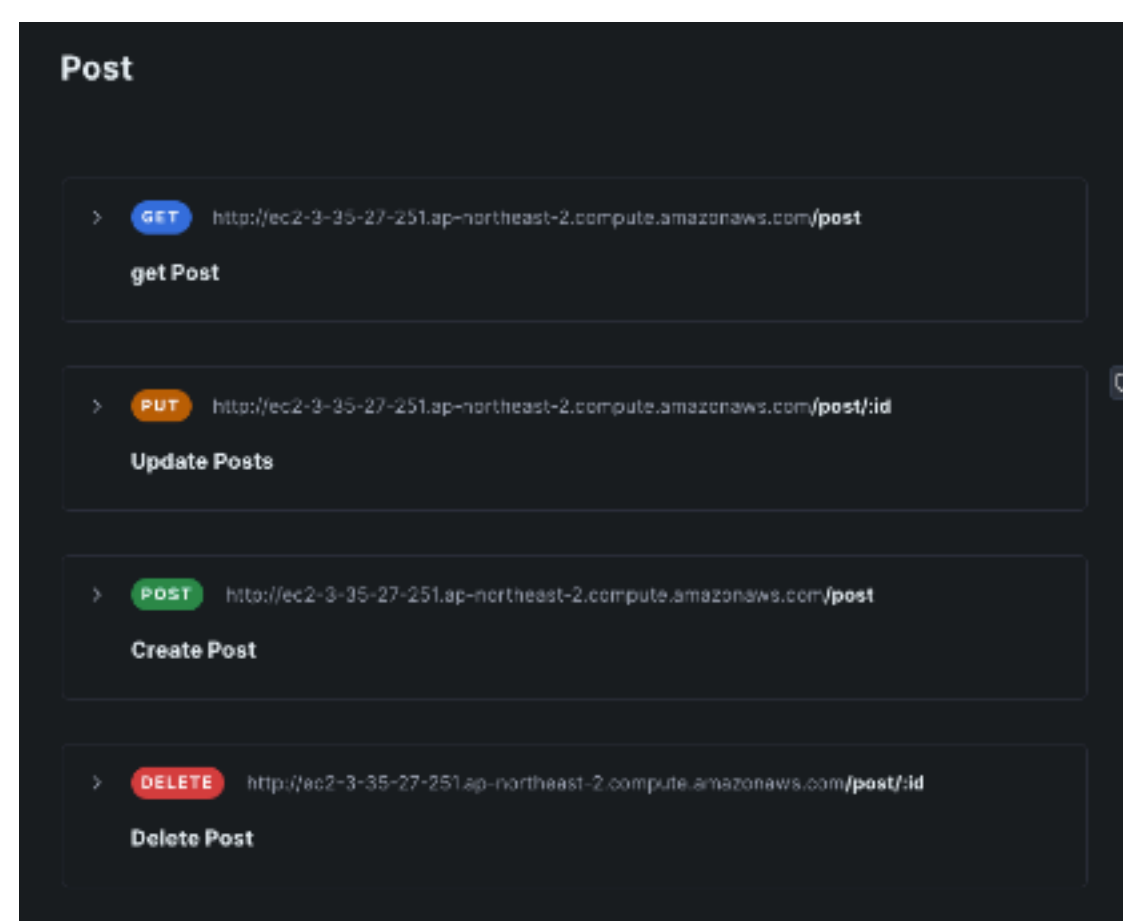 Post
GET http://ec2-3-35-27-251.ap-northeast-2.compute.amazonaws.com/post
get Post
PUT http://ec2-3-35-27-251.ap-northeast-2.compute.amazonaws.com/post/:id
Update Posts
POST http://ec2-3-35-27-251.ap-northeast-2.compute.amazonaws.com/post
Create Post
DELETE http://ec2-3-35-27-251.ap-northeast-2.compute.amazonaws.com/post/:id
Delete Post